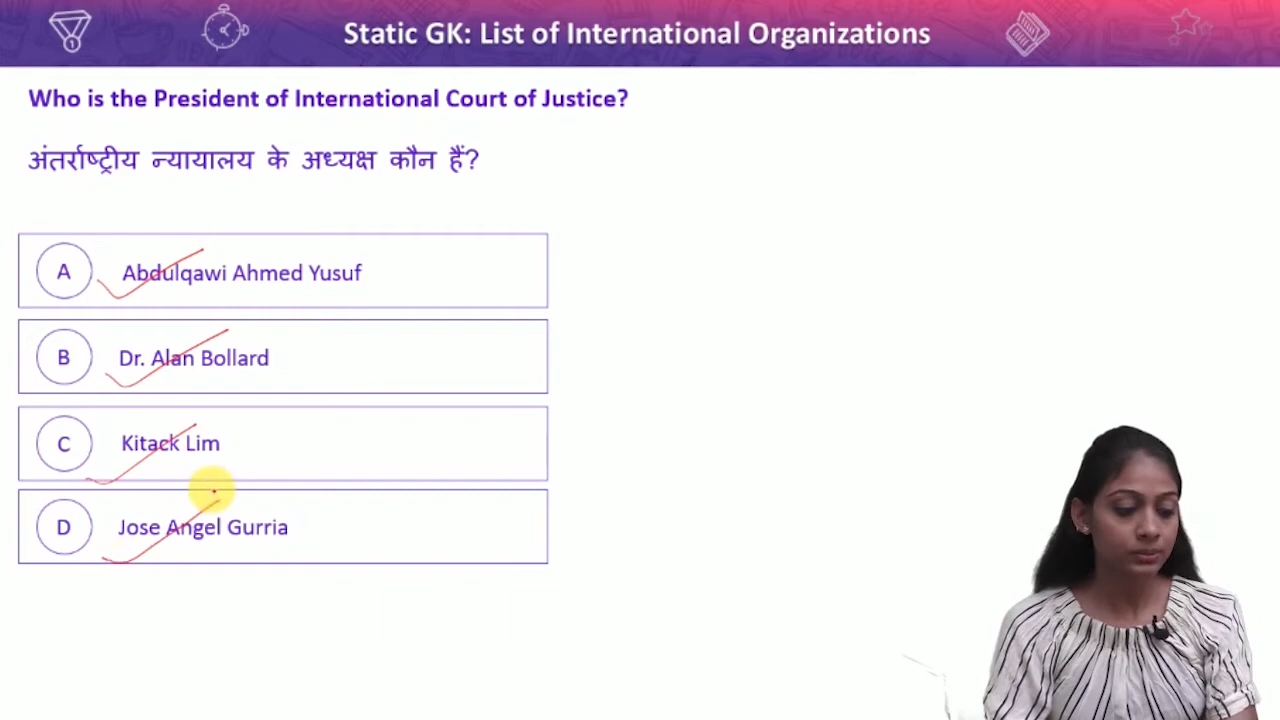 Static GK: List of International Organizations
Who is the President of International Court of Justice?
अंतर्राष्ट्रीय न्यायालय के अध्यक्ष कौन हैं?
A Abdulqawi Ahmed Yusuf
B Dr. Alan Bollard
C Kitack Lim
D Jose Angel Gurria